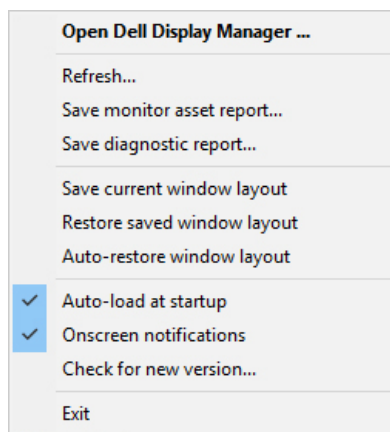 Open Dell Display Manager ...
Refresh...
Save monitor asset report...
Save diagnostic report...
Save current window layout
Restore saved window layout
Auto-restore window layout
Auto-load at startup
Onscreen notifications
Check for new version...
Exit